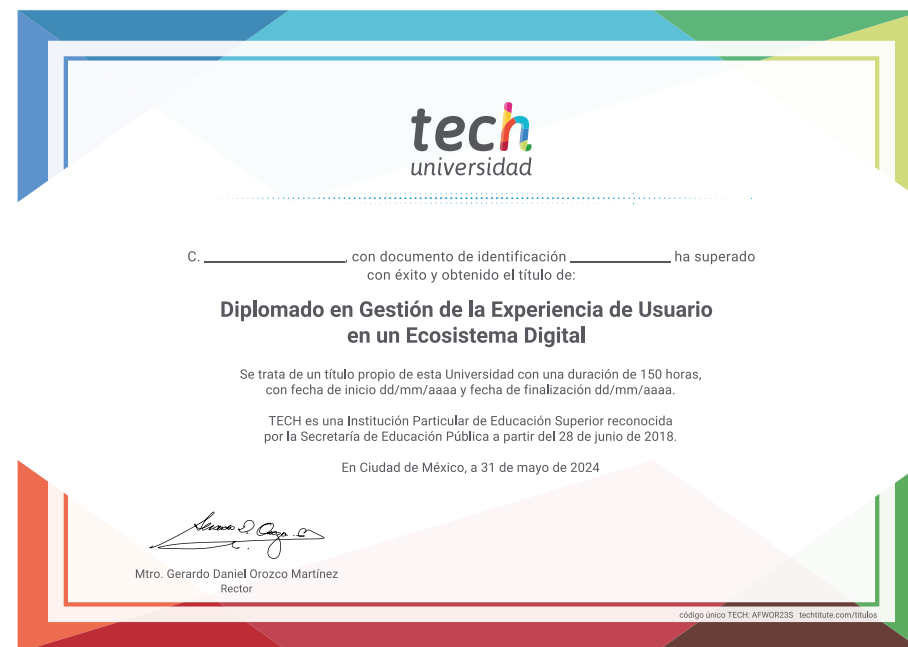 tech
universidad
C. ____________________, con documento de identificación ______________ ha superado
con éxito y obtenido el título de:
Diplomado en Gestión de la Experiencia de Usuario
en un Ecosistema Digital
Se trata de un título propio de esta Universidad con una duración de 150 horas,
con fecha de inicio dd/mm/aaaa y fecha de finalización dd/mm/aaaa.
TECH es una Institución Particular de Educación Superior reconocida
por la Secretaría de Educación Pública a partir del 28 de junio de 2018.
En Ciudad de México, a 31 de mayo de 2024
Mtro. Gerardo Daniel Orozco Martínez
Rector
código único TECH: AFWOR23S techtitute.com/titulos